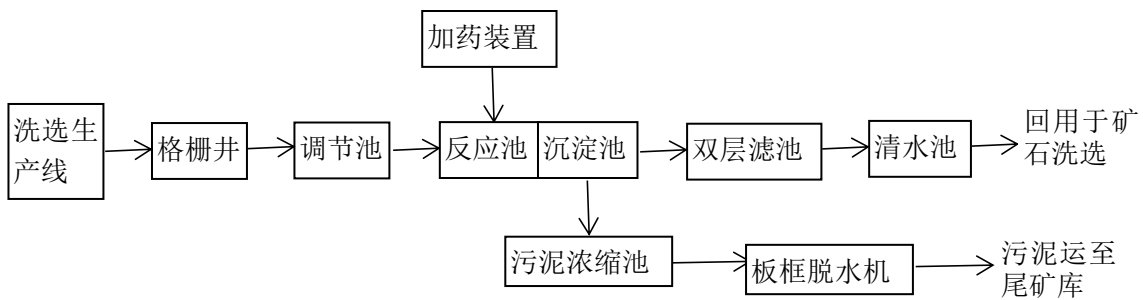 加药装置
洗选生
产线
格栅井
调节池
反应池
沉淀池
双层滤池
清水池
回用于矿
石洗选
污泥浓缩池
板框脱水机
污泥运至
尾矿库